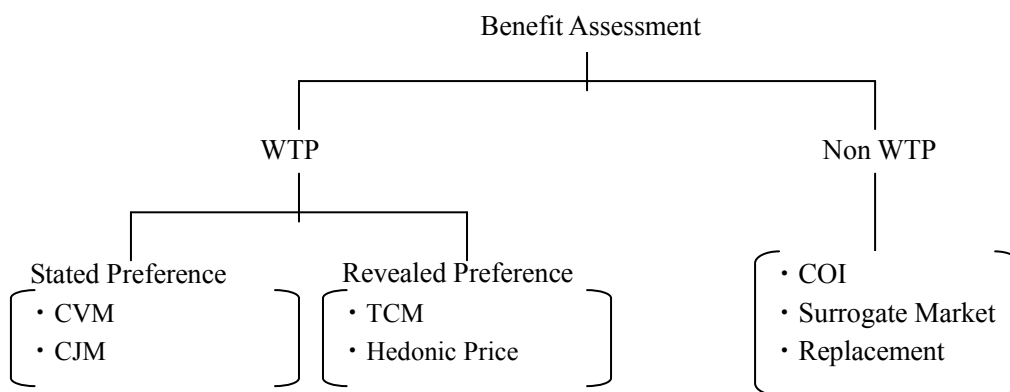 Benefit Assessment
WTP
Non WTP
Stated Preference
・CVM
・CJM
Revealed Preference
・TCM
・Hedonic Price
・COI
・Surrogate Market
・Replacement